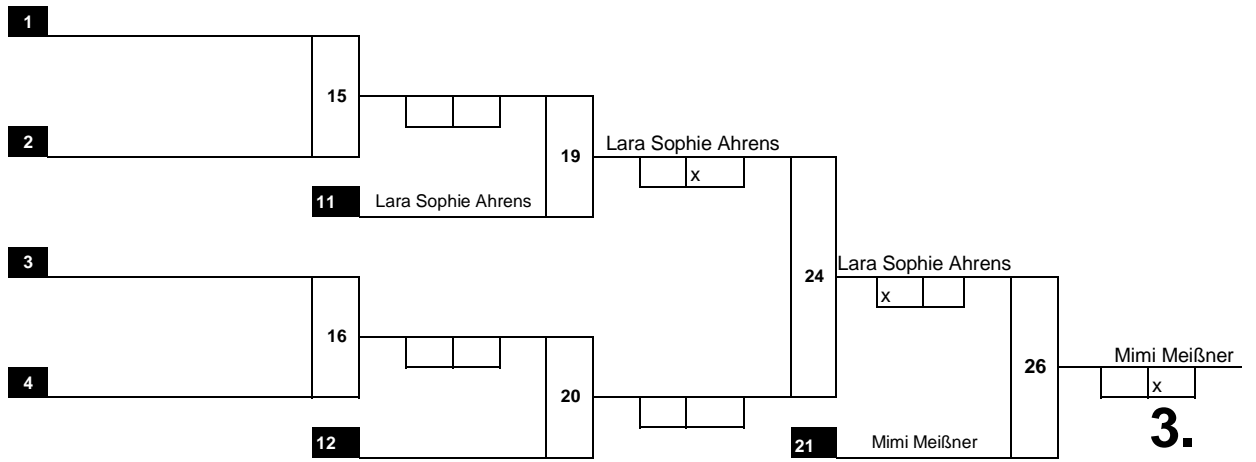 1
15
2
19
Lara Sophie Ahrens
x
11
Lara Sophie Ahrens
3
24
Lara Sophie Ahrens
x
16
26
Mimi Meißner
x
4
20
3.
12
21
Mimi Meißner